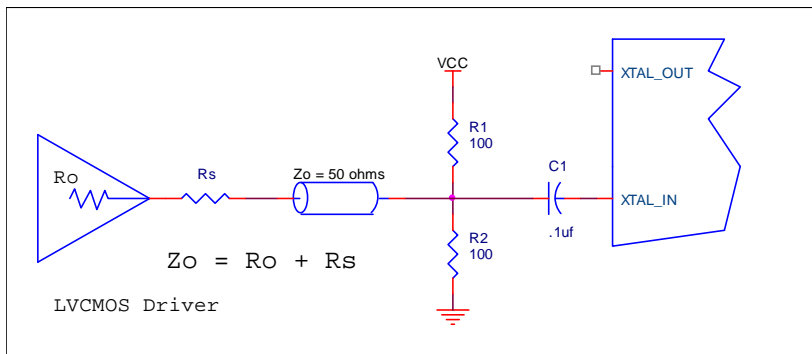 VCC
XTAL_OUT
R1
100
Ro
Rs
Zo = 50 ohms
C1
XTAL_IN
.1uf
R2
100
Zo = Ro + Rs
LVCMOS Driver